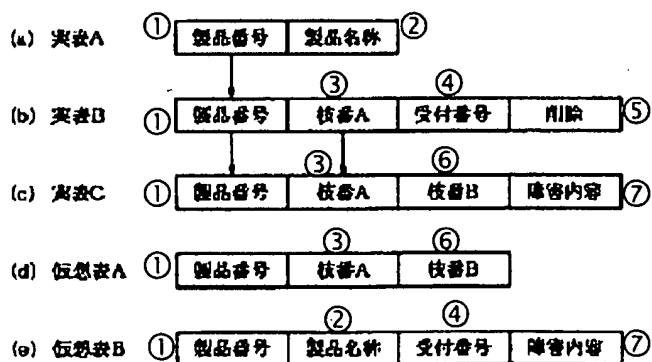 (a) 実表A ① 製品番号 製品名称 ②
③ ④
(b) 実表B ① 製品番号 枝番A 受付番号 削除 ⑤
③ ⑥
(c) 実表C ① 製品番号 枝番A 枝番B 障害内容 ⑦
③ ⑥
(d) 仮想表A ① 製品番号 枝番A 枝番B
② ④
(e) 仮想表B ① 製品番号 製品名称 受付番号 障害内容 ⑦